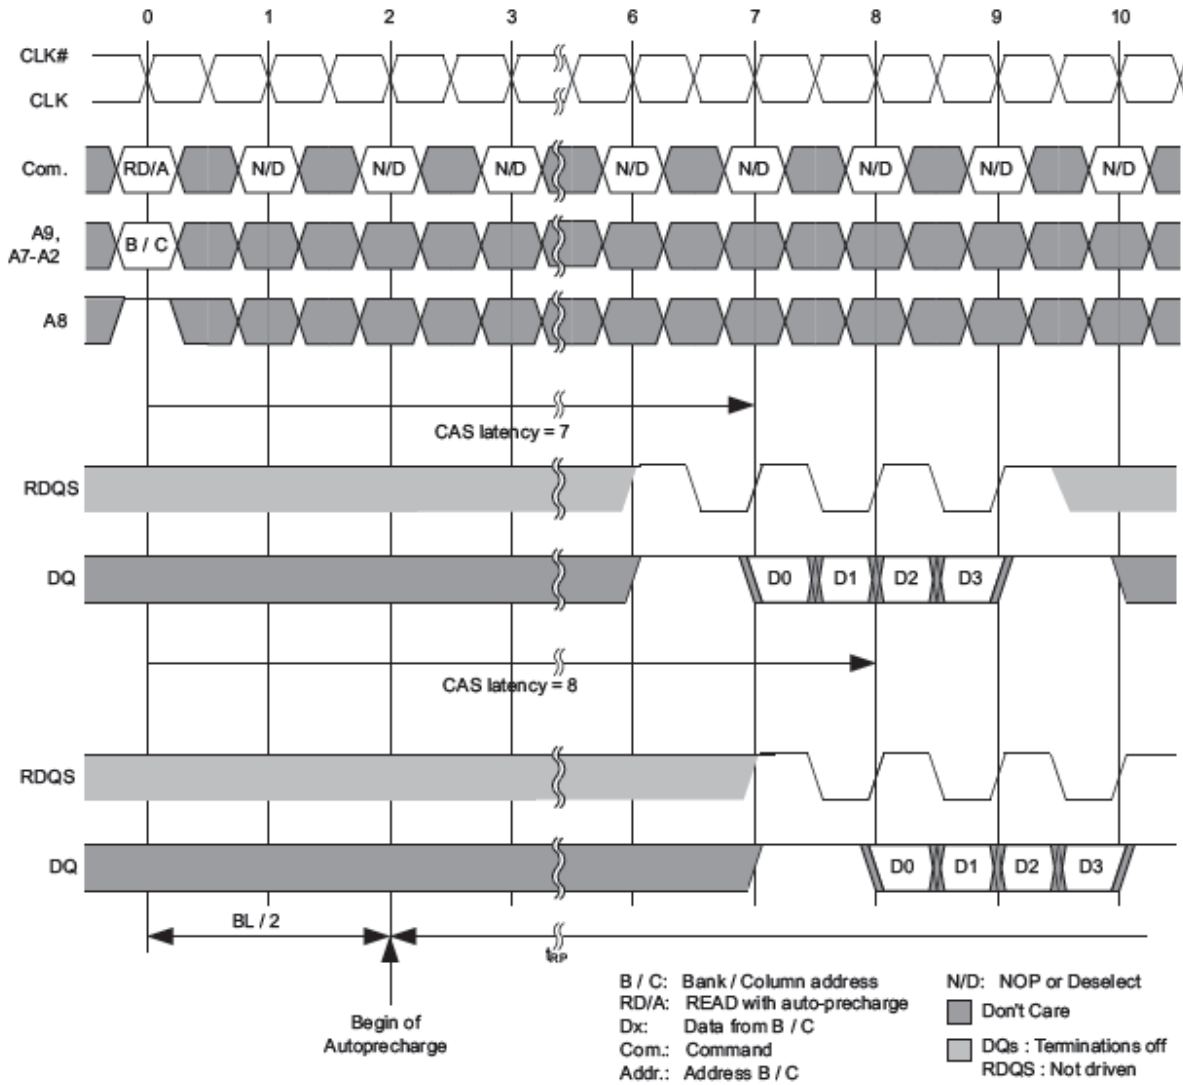 0 1 2 3 6 7 8 9 10
CLK#
CLK
Com. RD/A N/D N/D N/D N/D N/D N/D N/D N/D
A9,
A7-A2 B / C
A8
CAS latency = 7
RDQS
DQ D0 D1 D2 D3
CAS latency = 8
RDQS
DQ D0 D1 D2 D3
BL / 2
tRP
Begin of
Autoprecharge
B / C: Bank / Column address
RD/A: READ with auto-precharge
Dx: Data from B / C
Com.: Command
Addr.: Address B / C
N/D: NOP or Deselect
Don't Care
DQs : Terminations off
RDQS : Not driven